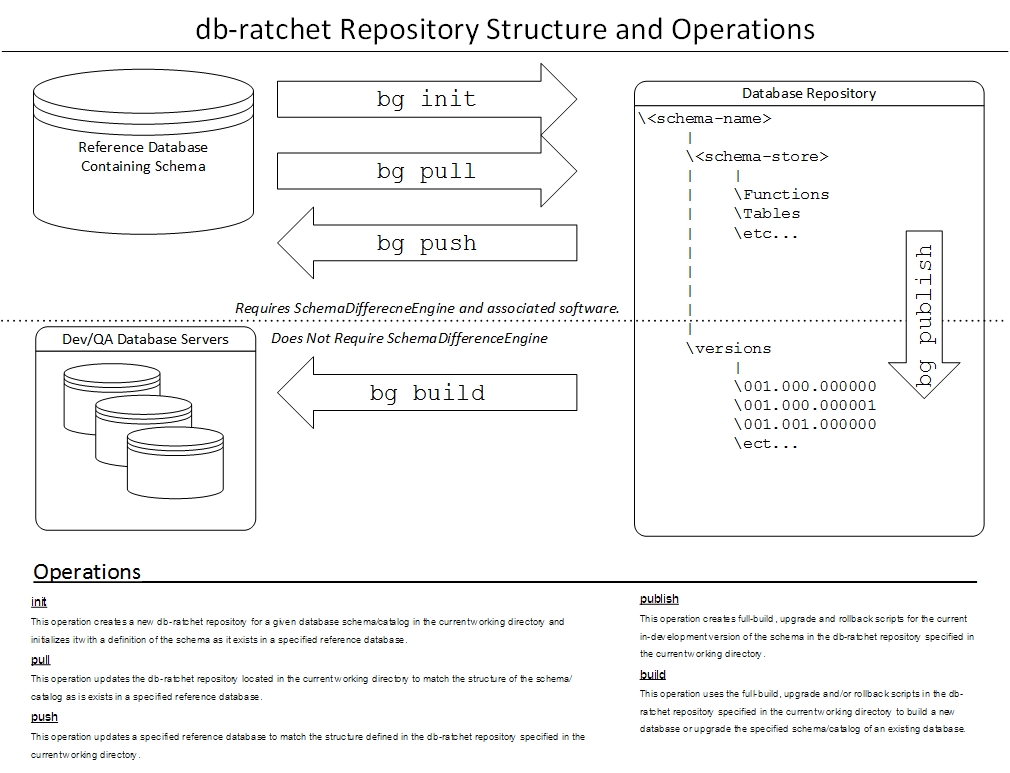 db-ratchet Repository Structure and Operations
Reference Database
Containing Schema
bg init
bg pull
bg push
Requires SchemaDifferecneEngine and associated software.
Does Not Require SchemaDifferenceEngine
Dev/QA Database Servers
bg build
Database Repository
\<schema-name>
|
\<schema-store>
| |
| \Functions
| \Tables
| \etc...
|
|
|
|
|
\versions
|
\001.000.000000
\001.000.000001
\001.001.000000
\ect...
bg publish
Operations
init
This operation creates a new db-ratchet repository for a given database schema/catalog in the current working directory and
initializes it with a definition of the schema as it exists in a specified reference database.
pull
This operation updates the db-ratchet repository located in the current working directory to match the structure of the schema/
catalog as is exists in a specified reference database.
push
This operation updates a specified reference database to match the structure defined in the db-ratchet repository specified in the
current working directory.
publish
This operation creates full-build, upgrade and rollback scripts for the current
in-development version of the schema in the db-ratchet repository specified in
the current working directory.
build
This operation uses the full-build, upgrade and/or rollback scripts in the db-
ratchet repository specified in the current working directory to build a new
database or upgrade the specified schema/catalog of an existing database.